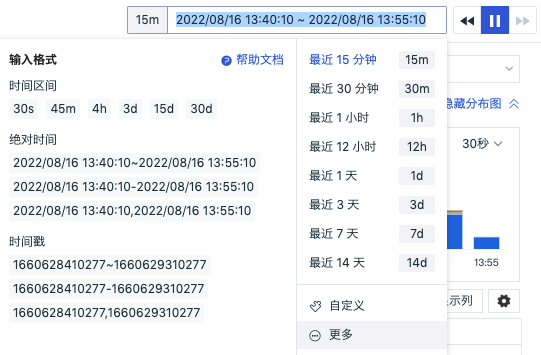 15m 2022/08/16 13:40:10 ~ 2022/08/16 13:55:10
输入格式 帮助文档
时间区间
30s 45m 4h 3d 15d 30d
绝对时间
2022/08/16 13:40:10~2022/08/16 13:55:10
2022/08/16 13:40:10-2022/08/16 13:55:10
2022/08/16 13:40:10,2022/08/16 13:55:10
时间戳
1660628410277~1660629310277
1660628410277-1660629310277
1660628410277,1660629310277
最近 15 分钟 15m
最近 30 分钟 30m
最近 1 小时 1h
最近 12 小时 12h
最近 1 天 1d
最近 3 天 3d
最近 7 天 7d
最近 14 天 14d
自定义
更多
隐藏分布图
30秒
13:55
示列